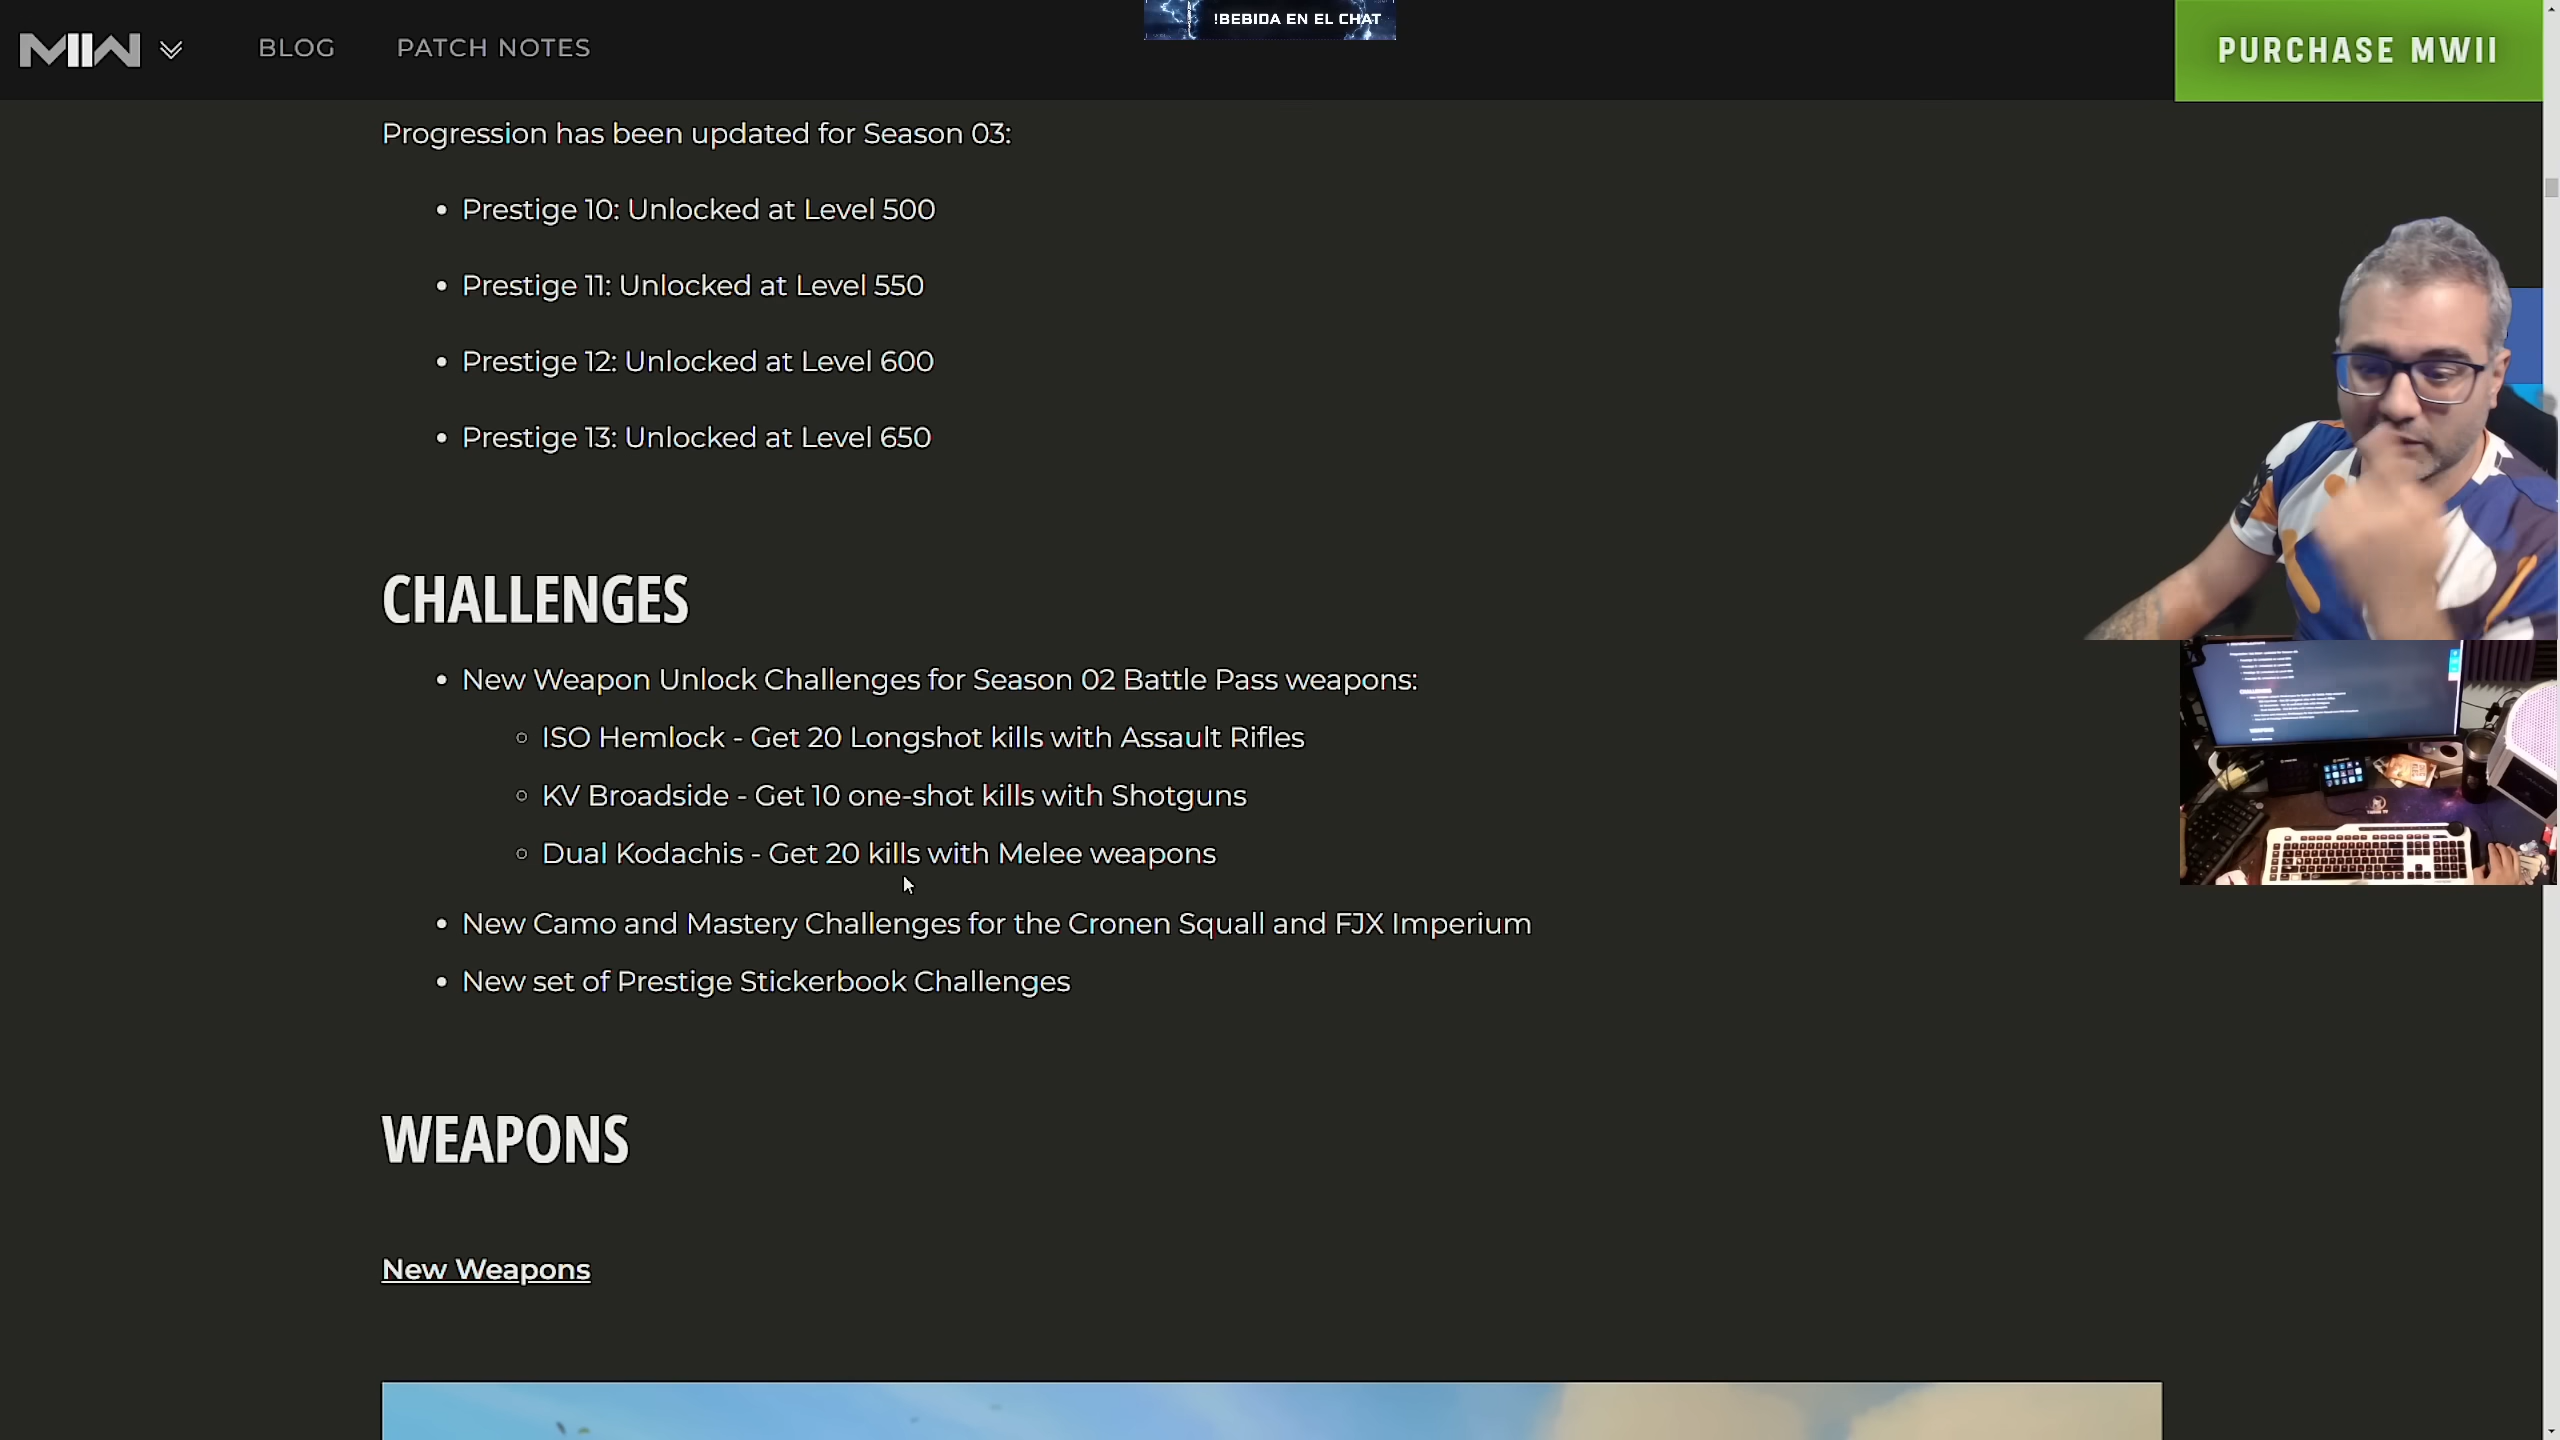 MW
BLOG
PATCH NOTES
!BEBIDA EN EL CHAT
PURCHASE MWII
Progression has been updated for Season 03:
• Prestige 10: Unlocked at Level 500
• Prestige 11: Unlocked at Level 550
• Prestige 12: Unlocked at Level 600
• Prestige 13: Unlocked at Level 650
CHALLENGES
• New Weapon Unlock Challenges for Season 02 Battle Pass weapons:
○ ISO Hemlock - Get 20 Longshot kills with Assault Rifles
○ KV Broadside - Get 10 one-shot kills with Shotguns
○ Dual Kodachis - Get 20 kills with Melee weapons
• New Camo and Mastery Challenges for the Cronen Squall and FJX Imperium
• New set of Prestige Stickerbook Challenges
WEAPONS
New Weapons